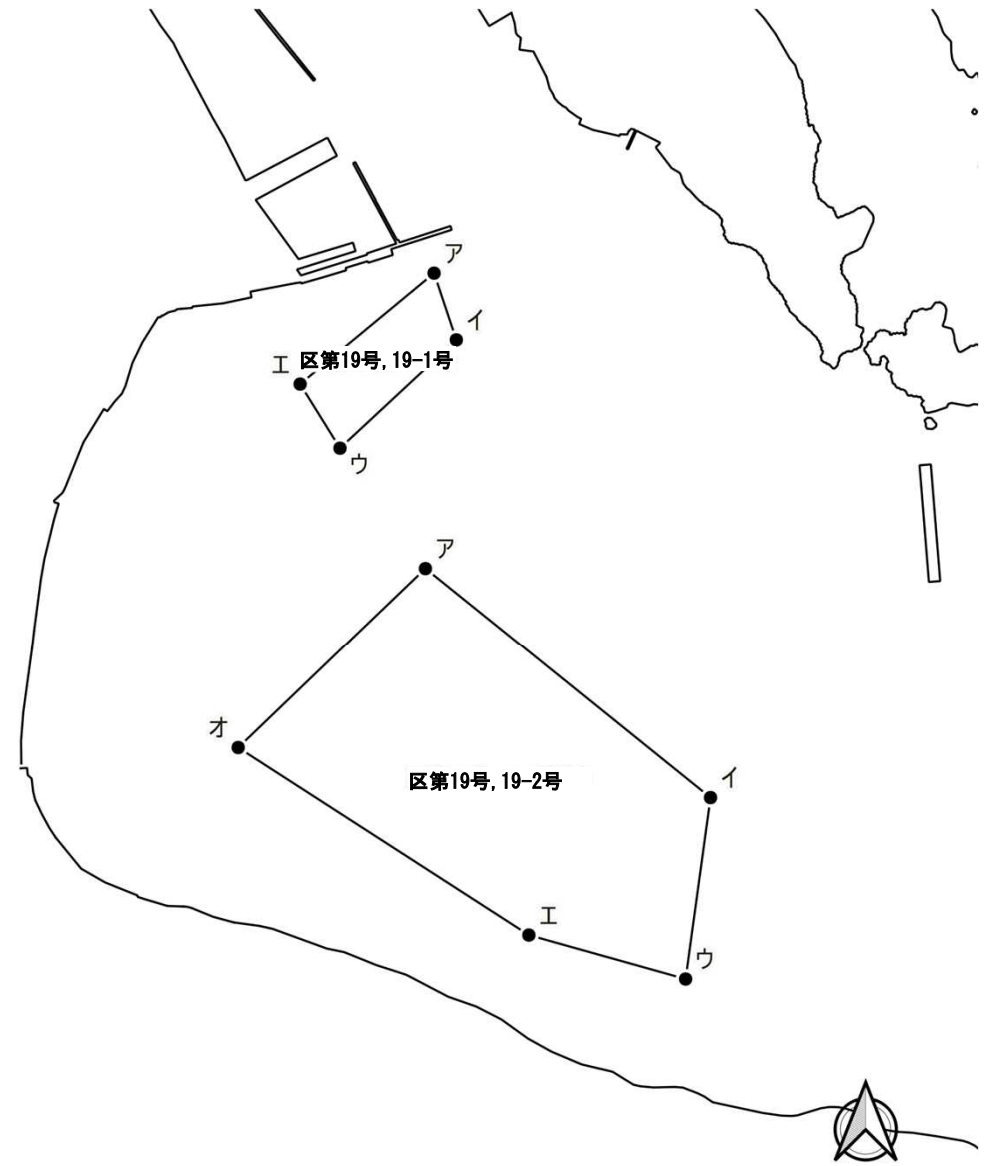 ア
イ
エ
区第19号, 19-1号
ウ
ア
オ
区第19号, 19-2号
イ
エ
ウ